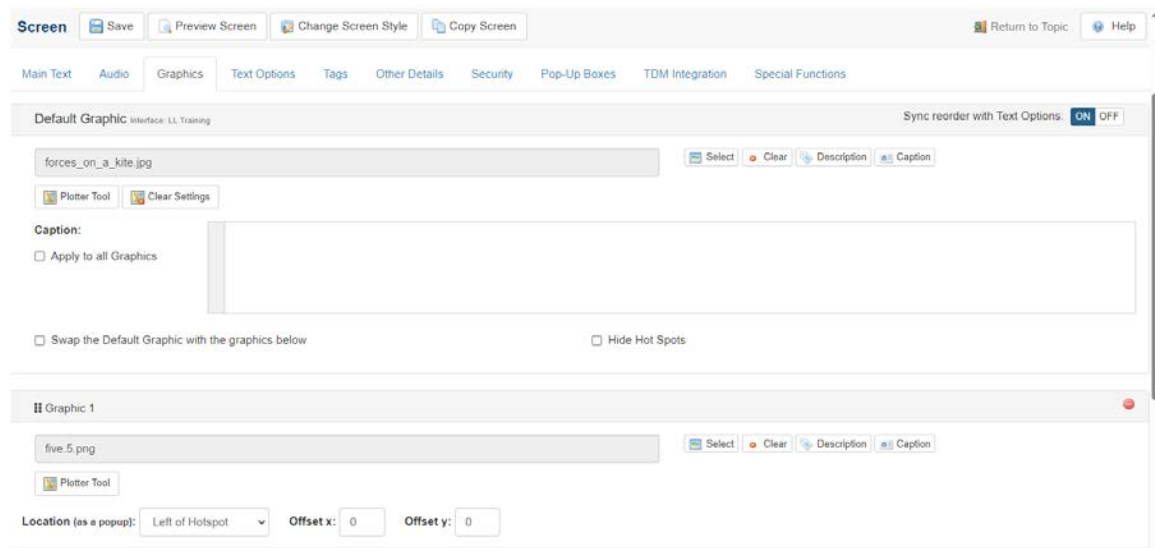 Screen Save Preview Screen Change Screen Style Copy Screen Return to Topic Help
Main Text Audio Graphics Text Options Tags Other Details Security Pop-Up Boxes TDM Integration Special Functions
Default Graphic Interface: LL Training Sync reorder with Text Options: ON OFF
forces_on_a_kite.jpg Select Clear Description Caption
Plotter Tool Clear Settings
Caption:
Apply to all Graphics
Swap the Default Graphic with the graphics below Hide Hot Spots
Graphic 1
five.5.png Select Clear Description Caption
Plotter Tool
Location (as a popup): Left of Hotspot Offset x: 0 Offset y: 0